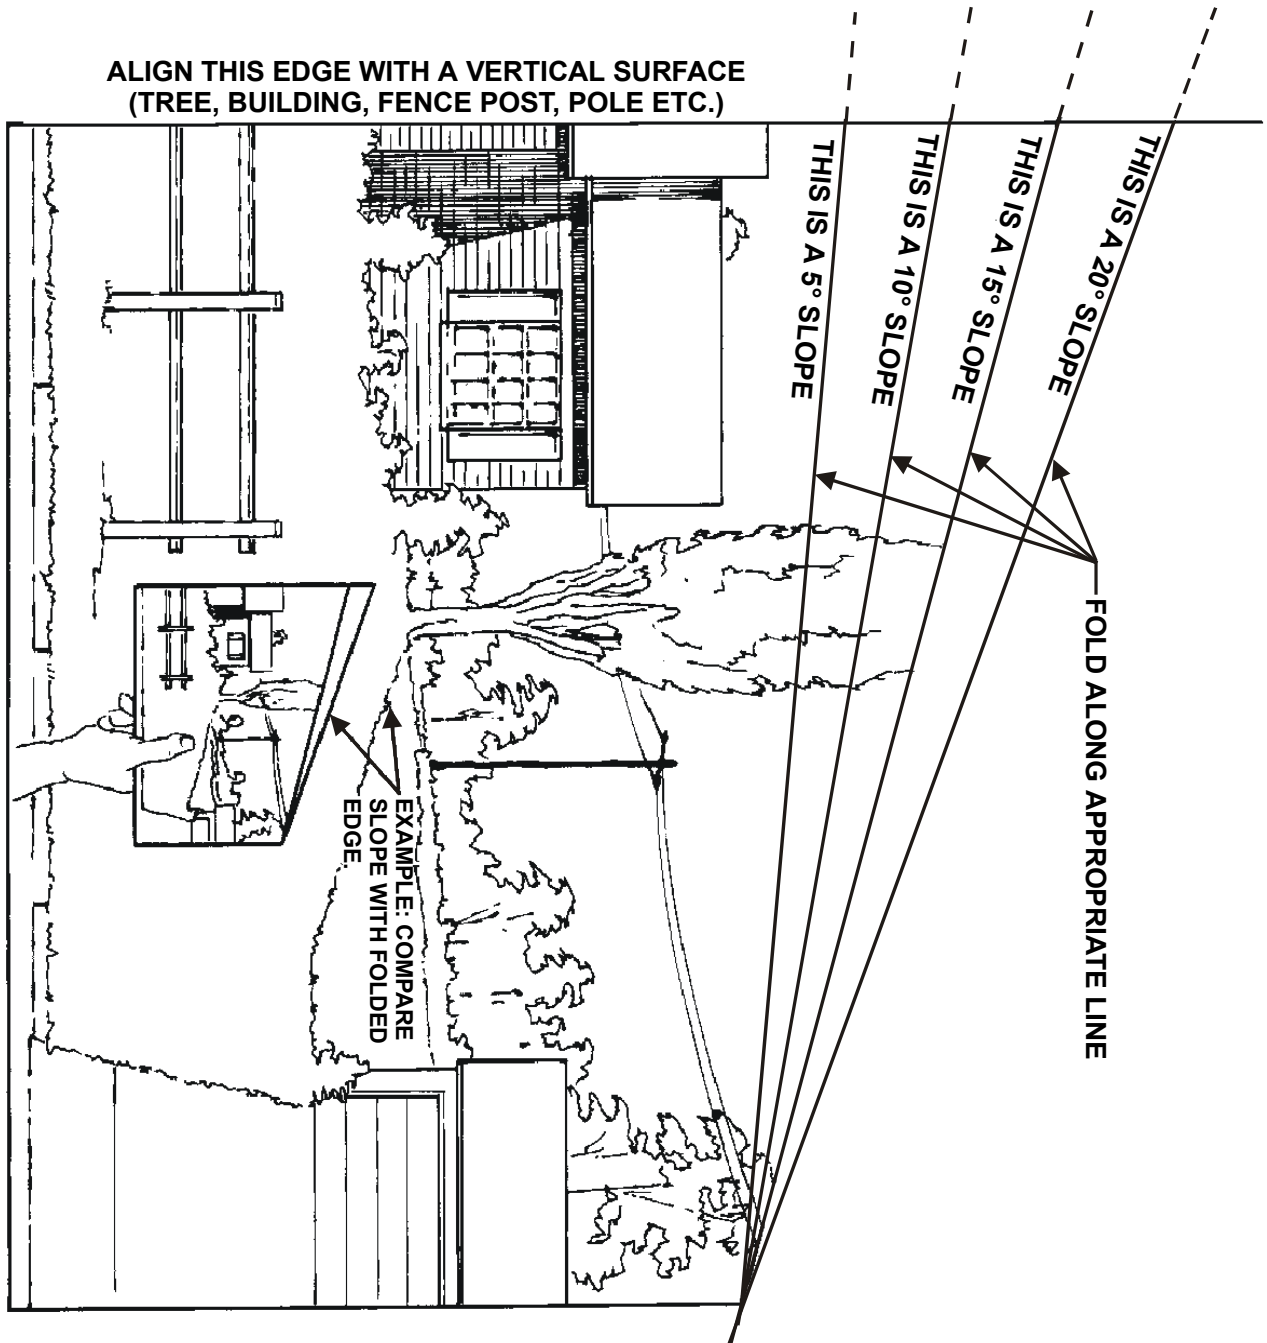 ALIGN THIS EDGE WITH A VERTICAL SURFACE
(TREE, BUILDING, FENCE POST, POLE ETC.)
THIS IS A 5° SLOPE
THIS IS A 10° SLOPE
THIS IS A 15° SLOPE
THIS IS A 20° SLOPE
FOLD ALONG APPROPRIATE LINE
EXAMPLE: COMPARE
SLOPE WITH FOLDED
EDGE.